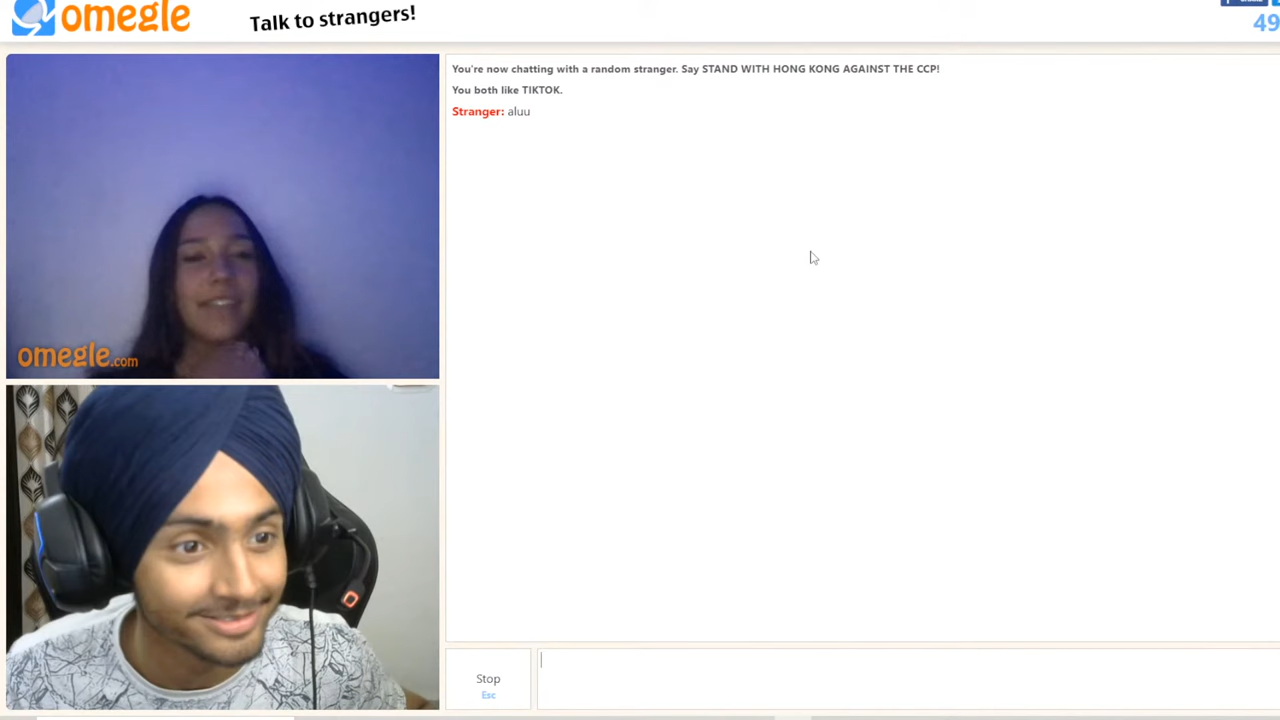 omegle
Talk to strangers!
49
You're now chatting with a random stranger. Say STAND WITH HONG KONG AGAINST THE CCP!
You both like TIKTOK.
Stranger: aluu
omegle.com
Stop
Esc